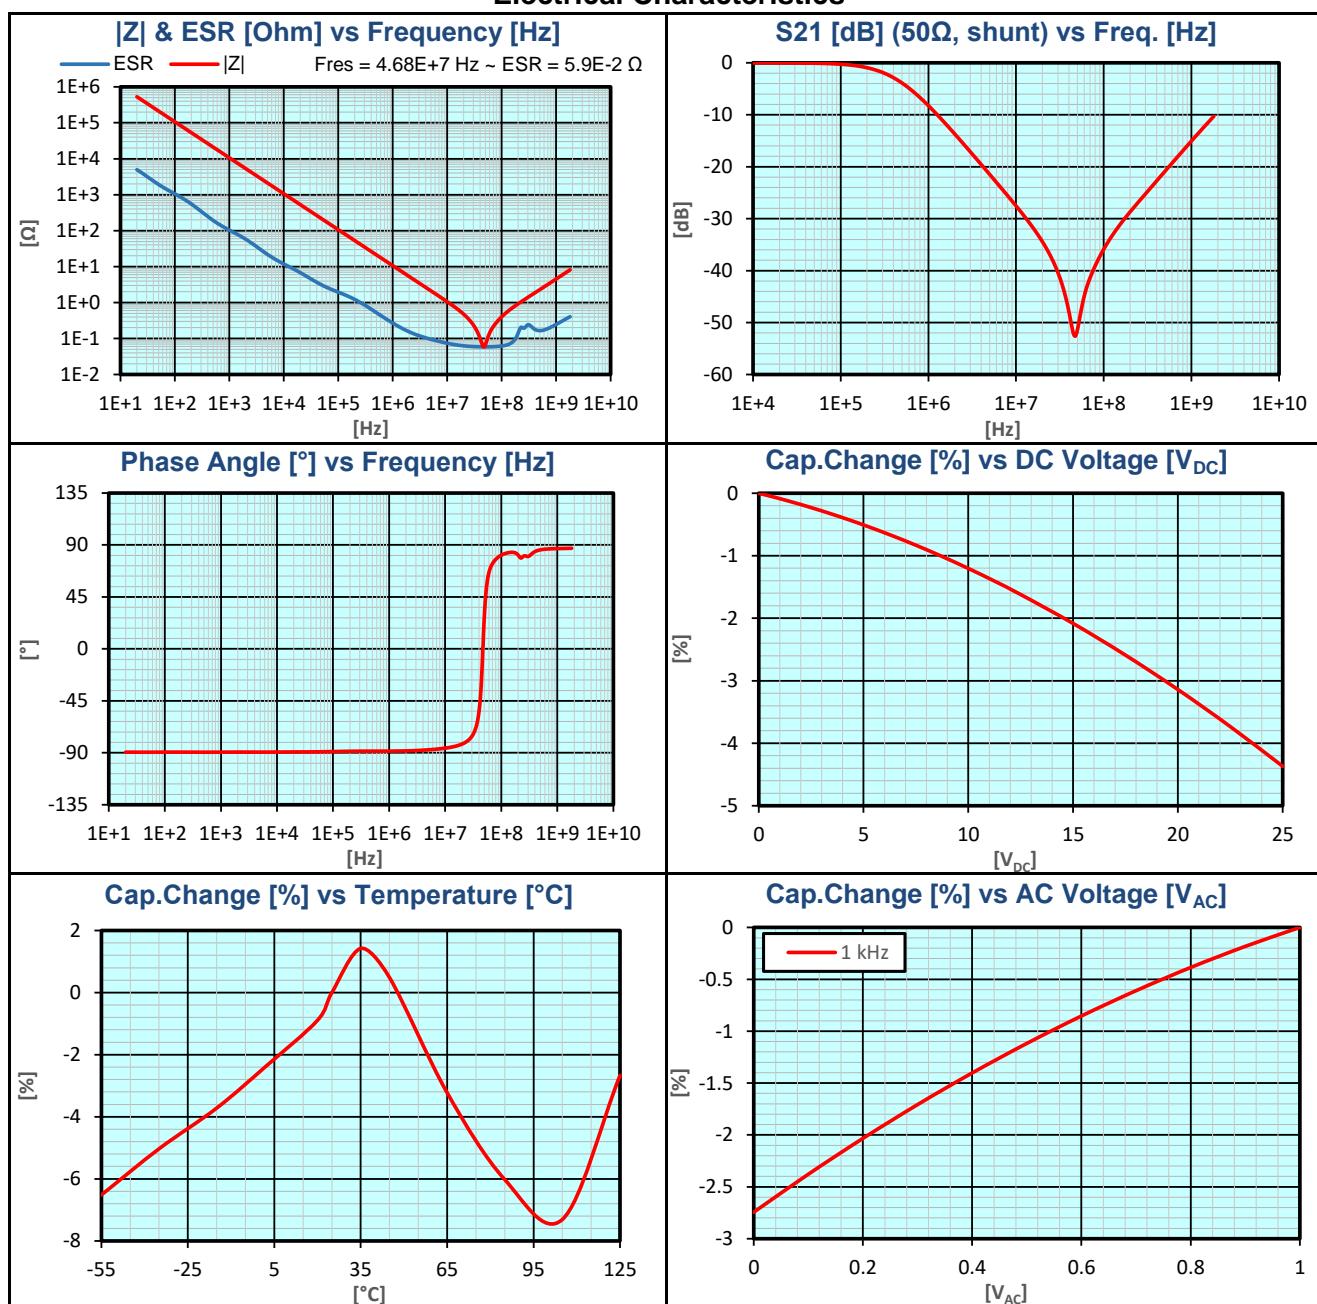 Electrical Characteristics
|Z| & ESR [Ohm] vs Frequency [Hz]
ESR |Z| Fres = 4.68E+7 Hz ~ ESR = 5.9E-2 Ω
1E+6
1E+5
1E+4
1E+3
1E+2
1E+1
1E+0
1E-1
1E-2
[Ω]
1E+1 1E+2 1E+3 1E+4 1E+5 1E+6 1E+7 1E+8 1E+9 1E+10
[Hz]
S21 [dB] (50Ω, shunt) vs Freq. [Hz]
0
-10
-20
-30
-40
-50
-60
[dB]
1E+4 1E+5 1E+6 1E+7 1E+8 1E+9 1E+10
[Hz]
Phase Angle [°] vs Frequency [Hz]
135
90
45
0
-45
-90
-135
[°]
1E+1 1E+2 1E+3 1E+4 1E+5 1E+6 1E+7 1E+8 1E+9 1E+10
[Hz]
Cap.Change [%] vs DC Voltage [VDC]
0
-1
-2
-3
-4
-5
[%]
0 5 10 15 20 25
[VDC]
Cap.Change [%] vs Temperature [°C]
2
0
-2
-4
-6
-8
[%]
-55 -25 5 35 65 95 125
[°C]
Cap.Change [%] vs AC Voltage [VAC]
1 kHz
0
-0.5
-1
-1.5
-2
-2.5
-3
[%]
0 0.2 0.4 0.6 0.8 1
[VAC]